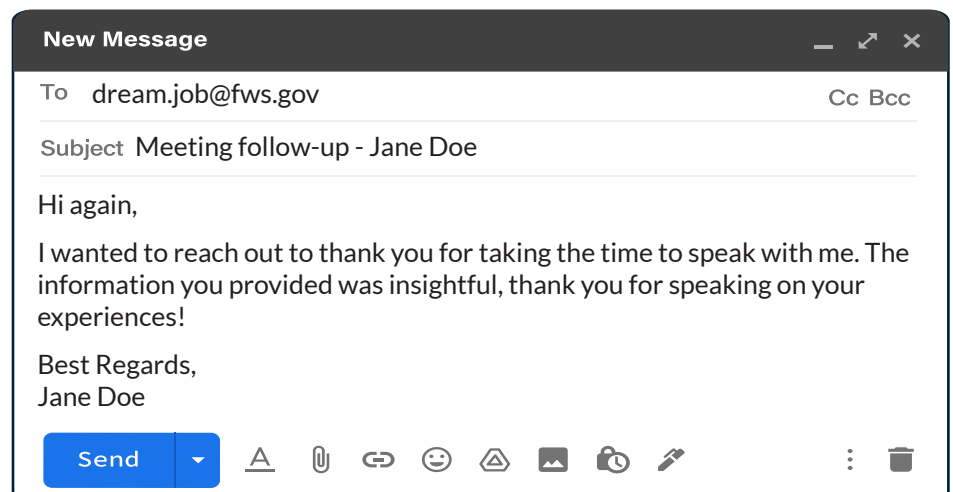 New Message
To dream.job@fws.gov Cc Bcc
Subject Meeting follow-up - Jane Doe
Hi again,
I wanted to reach out to thank you for taking the time to speak with me. The
information you provided was insightful, thank you for speaking on your
experiences!
Best Regards,
Jane Doe
Send